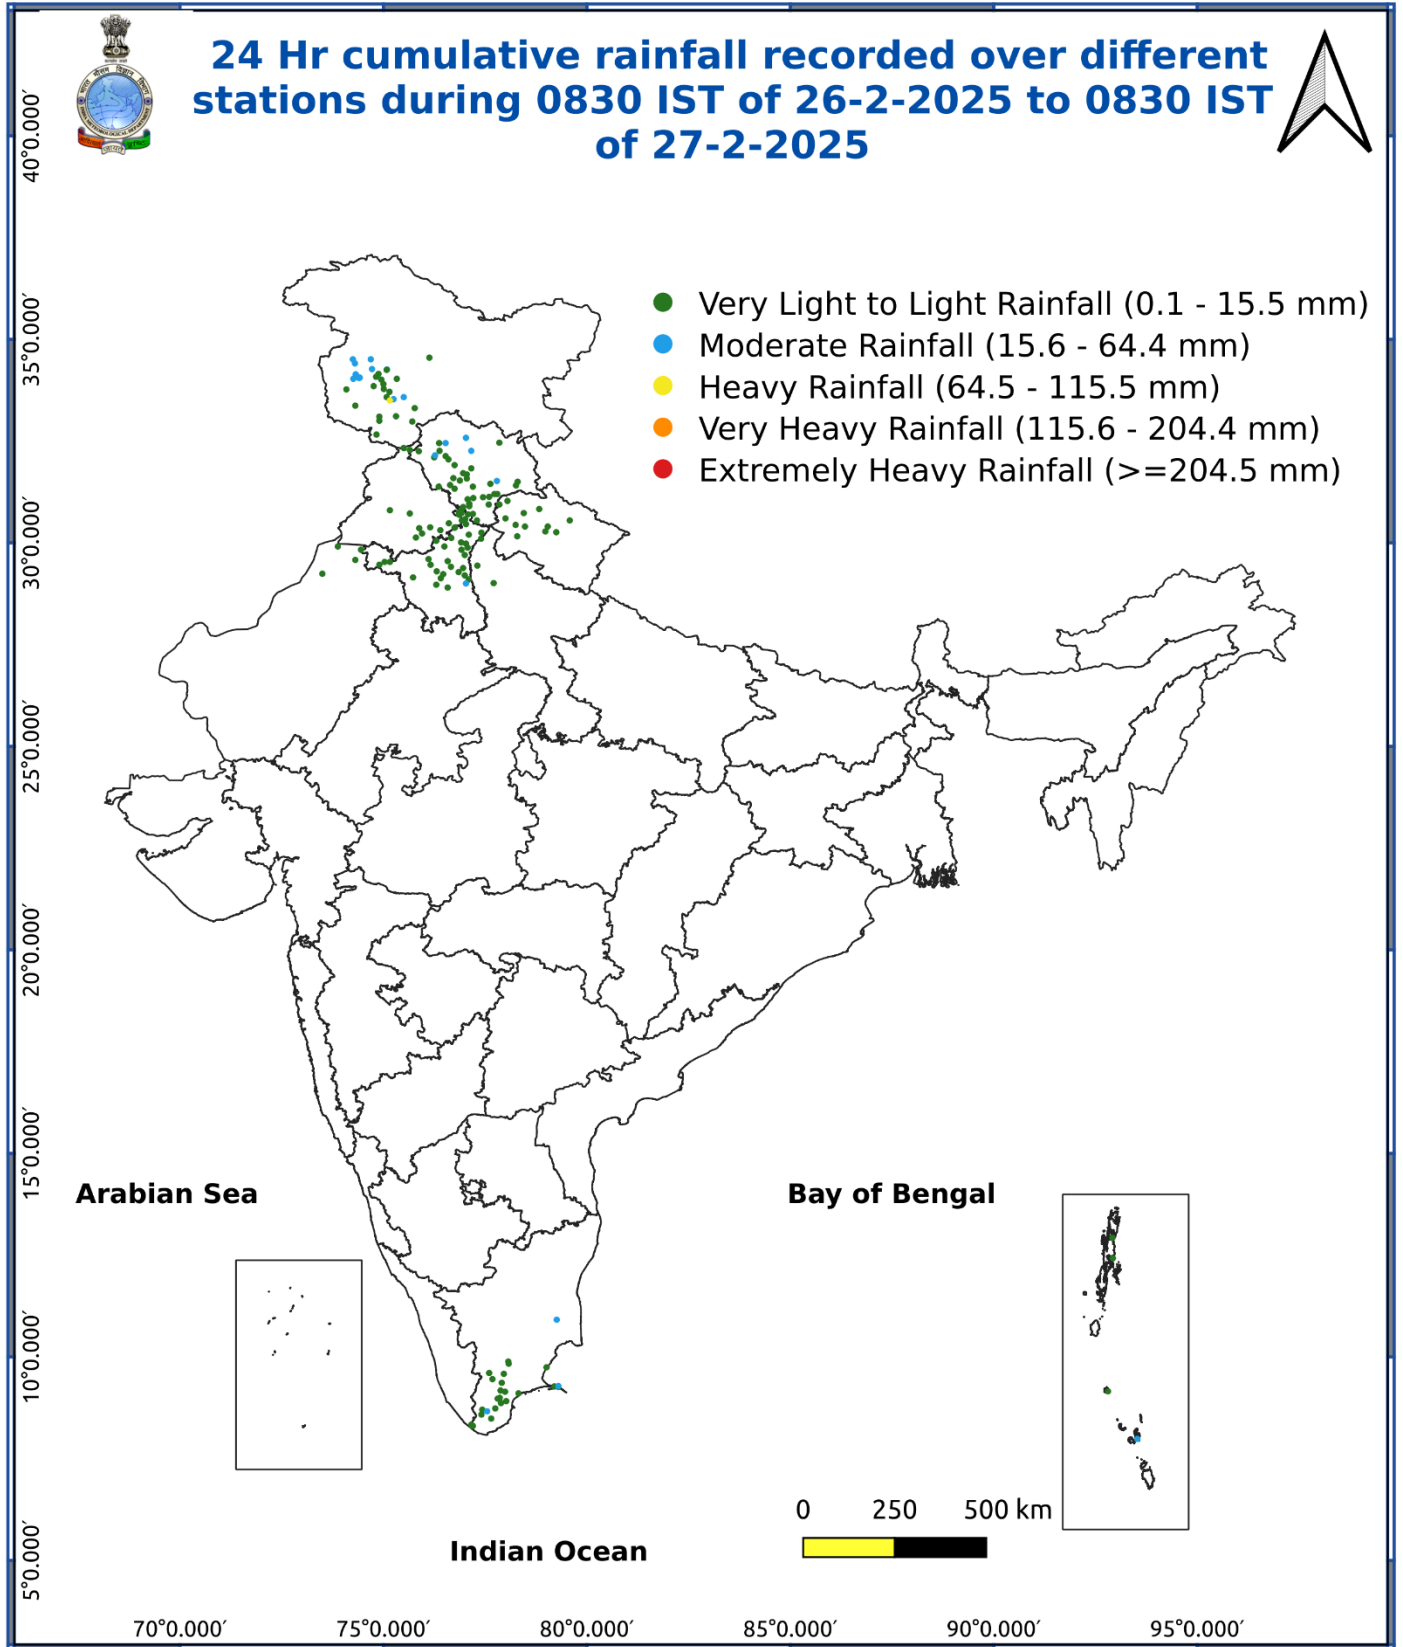 24 Hr cumulative rainfall recorded over different
stations during 0830 IST of 26-2-2025 to 0830 IST
of 27-2-2025
Very Light to Light Rainfall (0.1 - 15.5 mm)
Moderate Rainfall (15.6 - 64.4 mm)
Heavy Rainfall (64.5 - 115.5 mm)
Very Heavy Rainfall (115.6 - 204.4 mm)
Extremely Heavy Rainfall (>=204.5 mm)
40°0.000′
35°0.000′
30°0.000′
25°0.000′
20°0.000′
15°0.000′
10°0.000′
5°0.000′
Arabian Sea
Bay of Bengal
Indian Ocean
0 250 500 km
70°0.000′ 75°0.000′ 80°0.000′ 85°0.000′ 90°0.000′ 95°0.000′